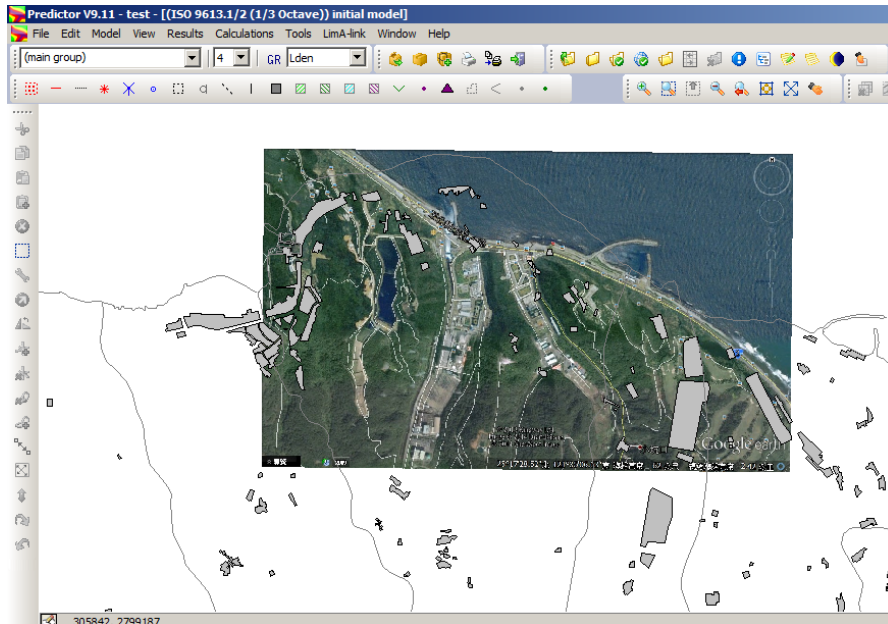 Predictor V9.11 - test - [(ISO 9613.1/2 (1/3 Octave)) initial model]
File Edit Model View Results Calculations Tools LimA-link Window Help
(main group) 4 GR Lden
Google earth
305842, 2799187